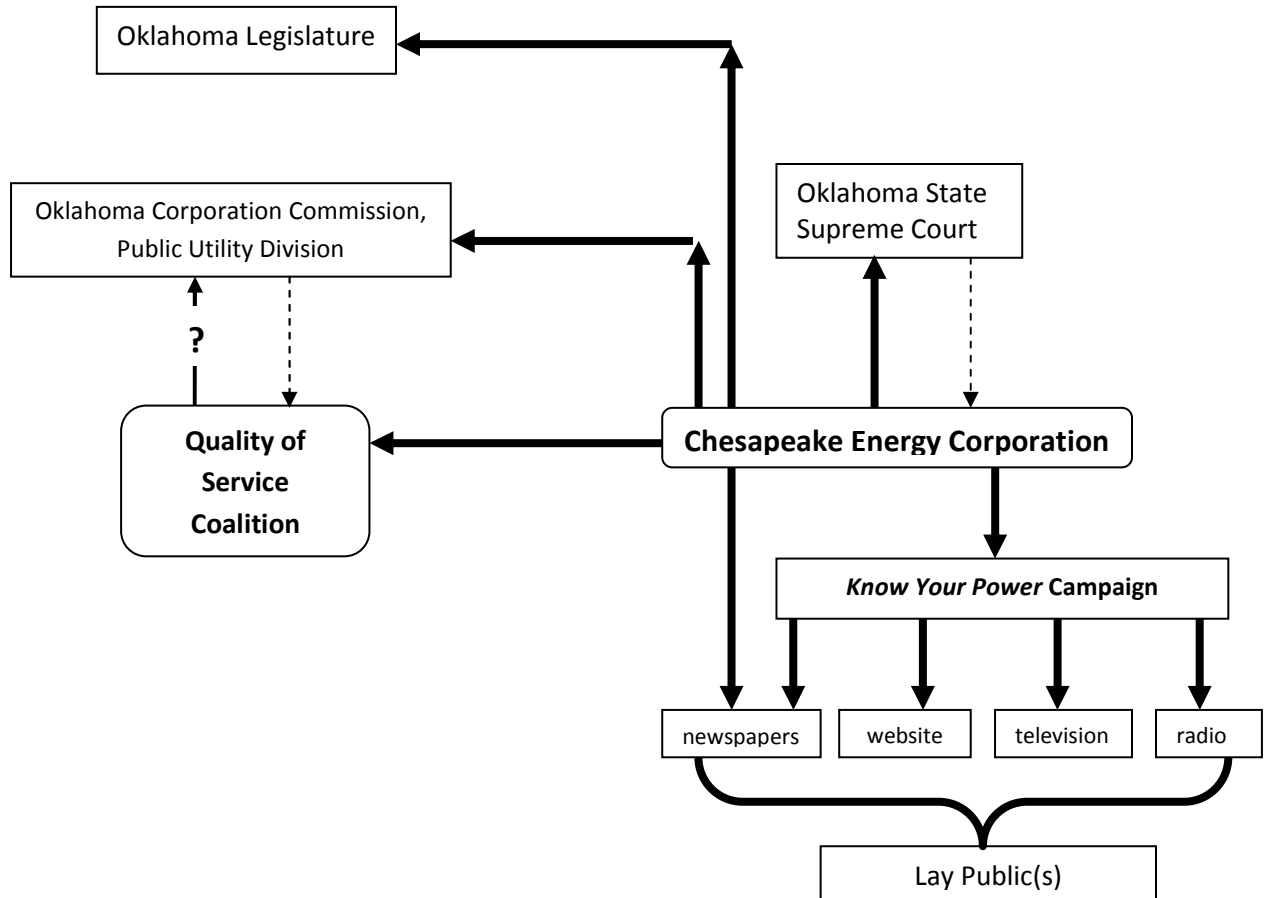 Oklahoma Legislature
Oklahoma State
Supreme Court
Oklahoma Corporation Commission,
Public Utility Division
?
Quality of
Service
Coalition
Chesapeake Energy Corporation
Know Your Power Campaign
newspapers
website
television
radio
Lay Public(s)